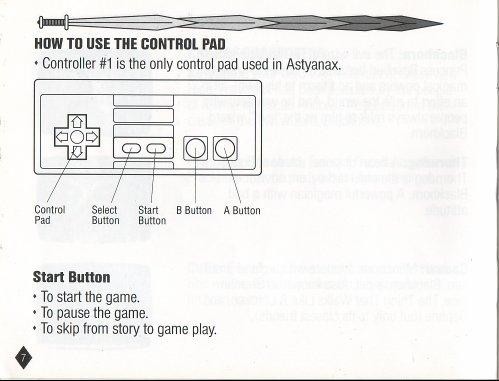 HOW TO USE THE CONTROL PAD
• Controller #1 is the only control pad used in Astyanax.
Control Pad
Select Button
Start Button
B Button
A Button
Start Button
• To start the game.
• To pause the game.
• To skip from story to game play.
7